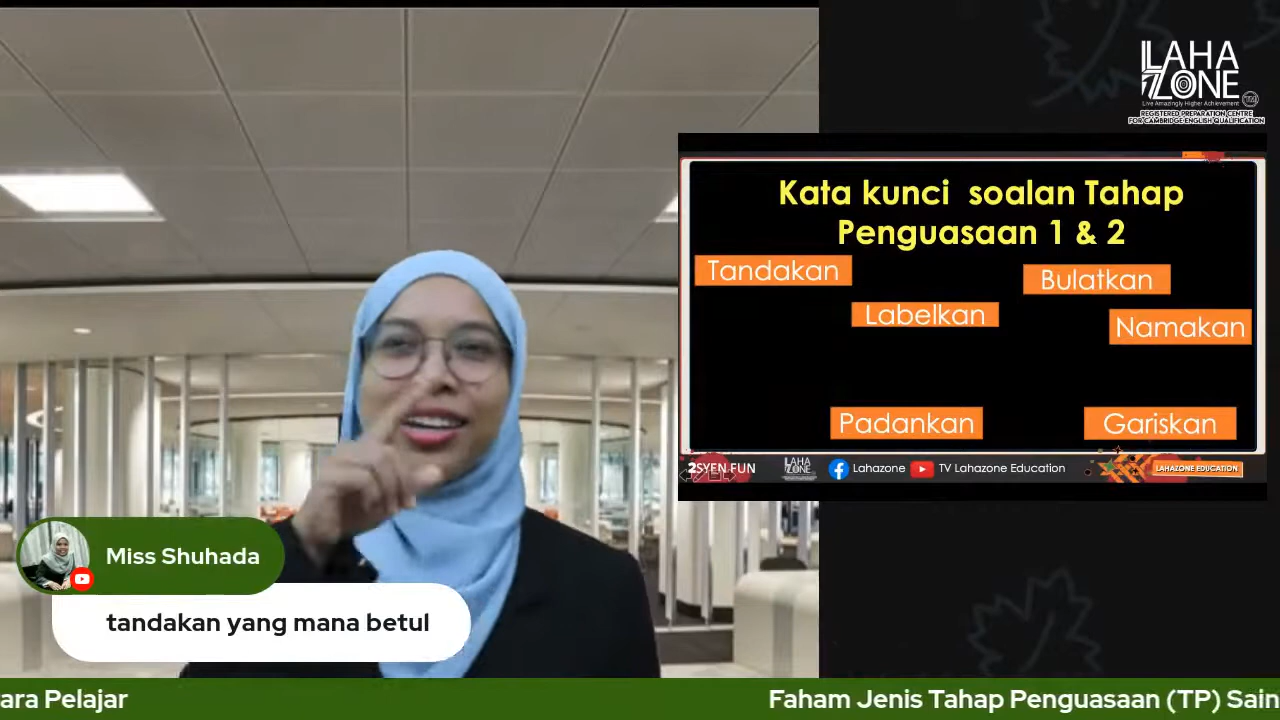 LAHA
ZONE
Live Amazingly Higher Achievement
REGISTERED PREPARATION CENTRE
FOR CAMBRIDGE ENGLISH QUALIFICATION
Kata kunci soalan Tahap
Penguasaan 1 & 2
Tandakan
Bulatkan
Labelkan
Namakan
Padankan
Gariskan
2SYEN FUN
LAHA
ZONE
Lahazone
TV Lahazone Education
LAHAZONE EDUCATION
Miss Shuhada
tandakan yang mana betul
ara Pelajar
Faham Jenis Tahap Penguasaan (TP) Sain